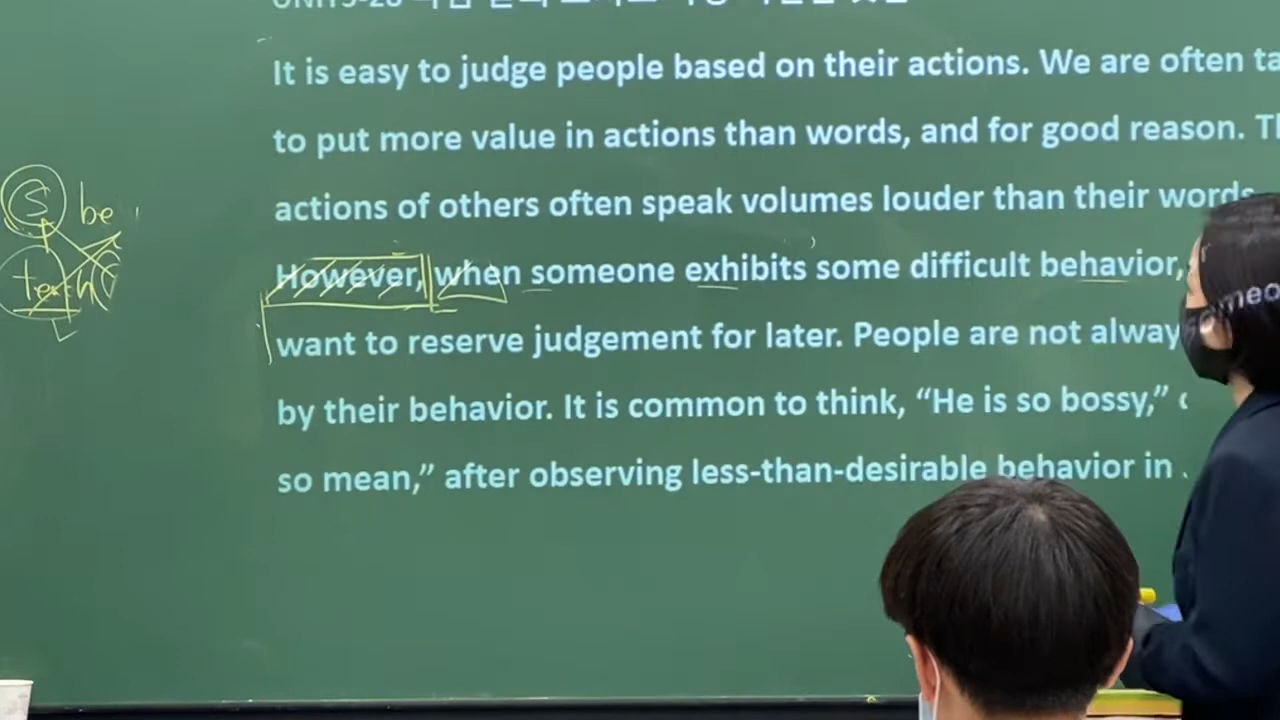 It is easy to judge people based on their actions. We are often ta
to put more value in actions than words, and for good reason. Th
actions of others often speak volumes louder than their words
However, when someone exhibits some difficult behavior,
want to reserve judgement for later. People are not alway
by their behavior. It is common to think, “He is so bossy,”
so mean,” after observing less-than-desirable behavior in
S be